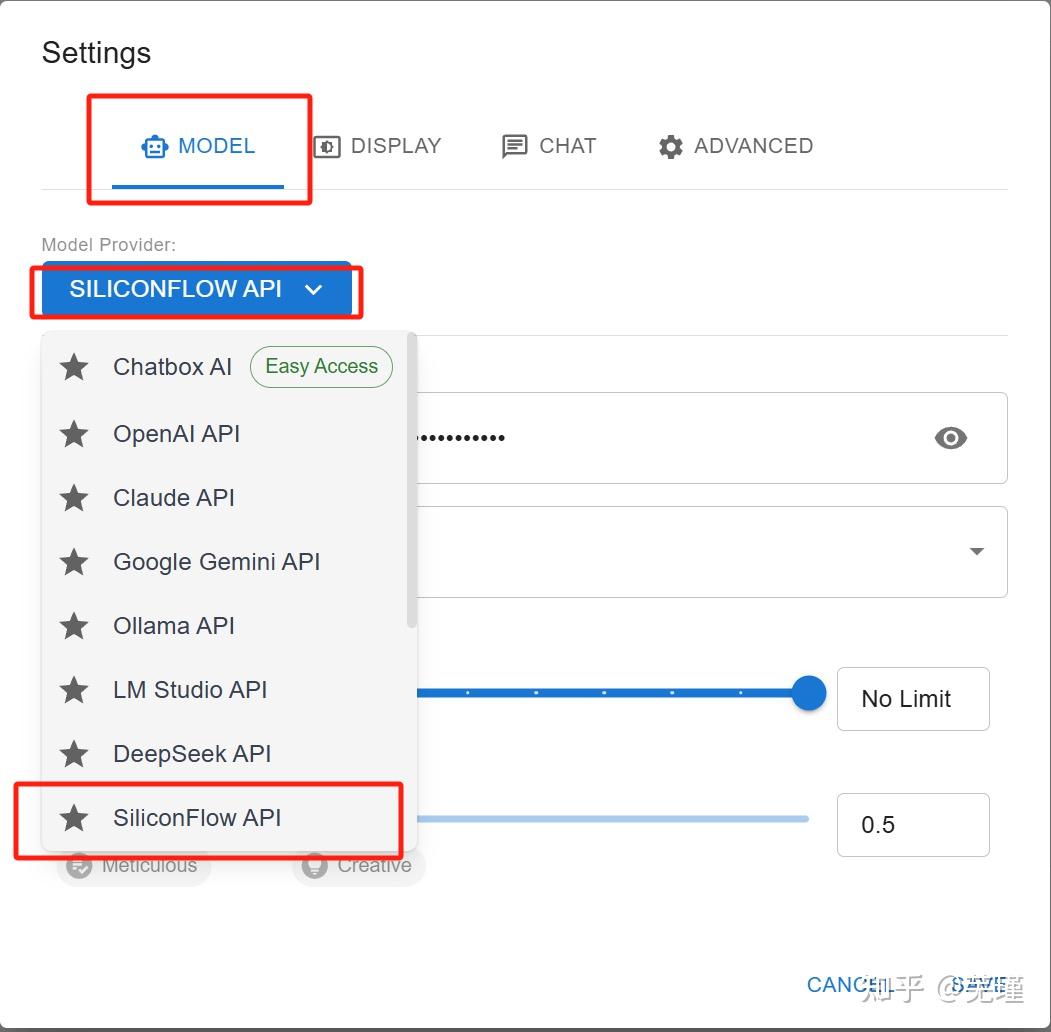 Settings
MODEL DISPLAY CHAT ADVANCED
Model Provider:
SILICONFLOW API
Chatbox AI Easy Access
OpenAI API
••••••••••
Claude API
Google Gemini API
Ollama API
LM Studio API
No Limit
DeepSeek API
SiliconFlow API
0.5
Meticulous Creative
CANCEL SAVE
知乎 @芜瑾